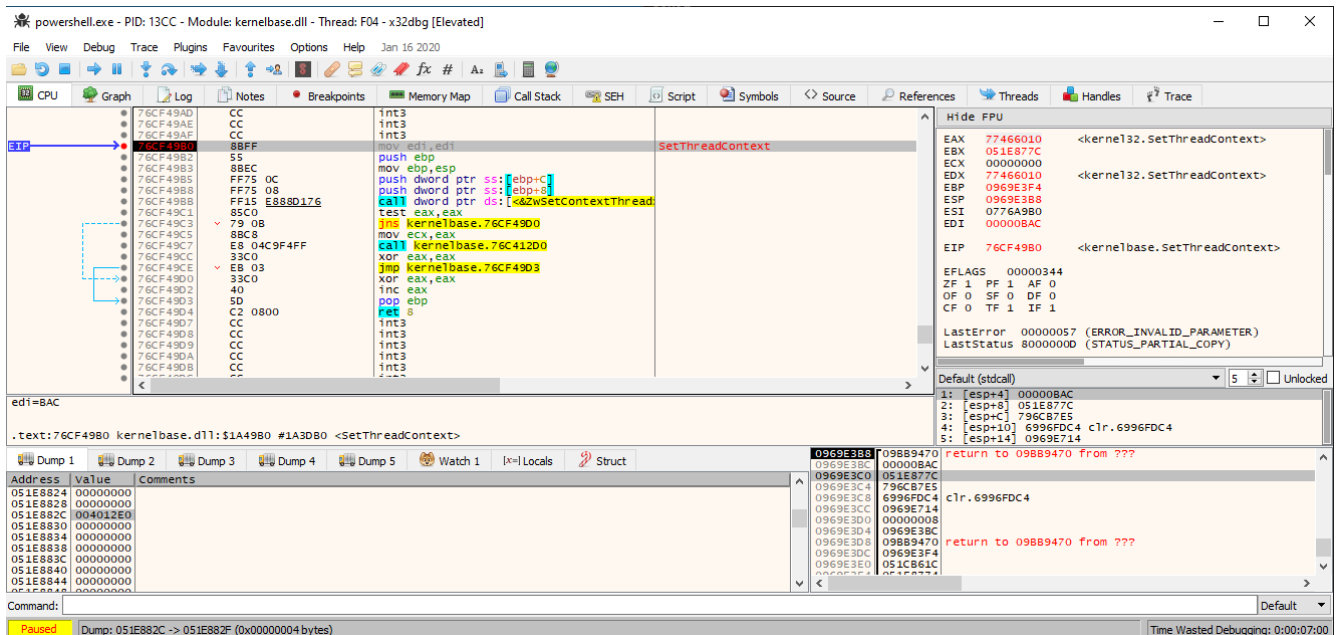 powershell.exe - PID: 13CC - Module: kernelbase.dll - Thread: F04 - x32dbg [Elevated]
File View Debug Trace Plugins Favourites Options Help Jan 16 2020
CPU Graph Log Notes Breakpoints Memory Map Call Stack SEH Script Symbols Source References Threads Handles Trace
76CF49AD CC int3
76CF49AE CC int3
76CF49AF CC int3
EIP 76CF49B0 8BFF mov edi,edi SetThreadContext
76CF49B2 55 push ebp
76CF49B3 8BEC mov ebp,esp
76CF49B5 FF75 0C push dword ptr ss:[ebp+C]
76CF49B8 FF75 08 push dword ptr ss:[ebp+8]
76CF49BB FF15 E888D176 call dword ptr ds:[<&ZwSetContextThread>
76CF49C1 85C0 test eax,eax
76CF49C3 79 0B jns kernelbase.76CF49D0
76CF49C5 8BC8 mov ecx,eax
76CF49C7 E8 04C9F4FF call kernelbase.76C412D0
76CF49CC 33C0 xor eax,eax
76CF49CE EB 03 jmp kernelbase.76CF49D3
76CF49D0 33C0 xor eax,eax
76CF49D2 40 inc eax
76CF49D3 5D pop ebp
76CF49D4 C2 0800 ret 8
76CF49D7 CC int3
76CF49D8 CC int3
76CF49D9 CC int3
76CF49DA CC int3
76CF49DB CC int3
Hide FPU
EAX 77466010 <kernel32.SetThreadContext>
EBX 051E877C
ECX 00000000
EDX 77466010 <kernel32.SetThreadContext>
EBP 0969E3F4
ESP 0969E3B8
ESI 0776A9B0
EDI 00000BAC
EIP 76CF49B0 <kernelbase.SetThreadContext>
EFLAGS 00000344
ZF 1 PF 1 AF 0
OF 0 SF 0 DF 0
CF 0 TF 1 IF 1
LastError 00000057 (ERROR_INVALID_PARAMETER)
LastStatus 8000000D (STATUS_PARTIAL_COPY)
Default (stdcall) 5 Unlocked
1: [esp+4] 00000BAC
2: [esp+8] 051E877C
3: [esp+C] 796CB7E5
4: [esp+10] 6996FDC4 clr.6996FDC4
5: [esp+14] 0969E714
edi=BAC
.text:76CF49B0 kernelbase.dll:$1A49B0 #1A3DB0 <SetThreadContext>
Dump 1 Dump 2 Dump 3 Dump 4 Dump 5 Watch 1 [x=] Locals Struct
Address Value Comments
051E8824 00000000
051E8828 00000000
051E882C 004012E0
051E8830 00000000
051E8834 00000000
051E8838 00000000
051E883C 00000000
051E8840 00000000
051E8844 00000000
0969E3B8 09BB9470 return to 09BB9470 from ???
0969E3BC 00000BAC
0969E3C0 051E877C
0969E3C4 796CB7E5
0969E3C8 6996FDC4 clr.6996FDC4
0969E3CC 0969E714
0969E3D0 00000008
0969E3D4 0969E3BC
0969E3D8 09BB9470 return to 09BB9470 from ???
0969E3DC 0969E3F4
0969E3E0 051CB61C
Command: Default
Paused Dump: 051E882C -> 051E882F (0x00000004 bytes) Time Wasted Debugging: 0:00:07:00